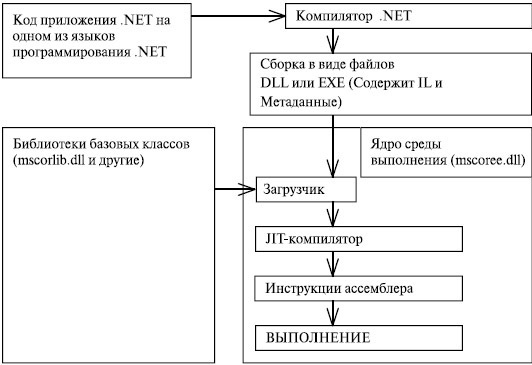 Код приложения .NET на
одном из языков
программирования .NET
Компилятор .NET
Сборка в виде файлов
DLL или EXE (Содержит IL и
Метаданные)
Библиотеки базовых классов
(mscorlib.dll и другие)
Ядро среды
выполнения (mscoree.dll)
Загрузчик
JIT-компилятор
Инструкции ассемблера
ВЫПОЛНЕНИЕ